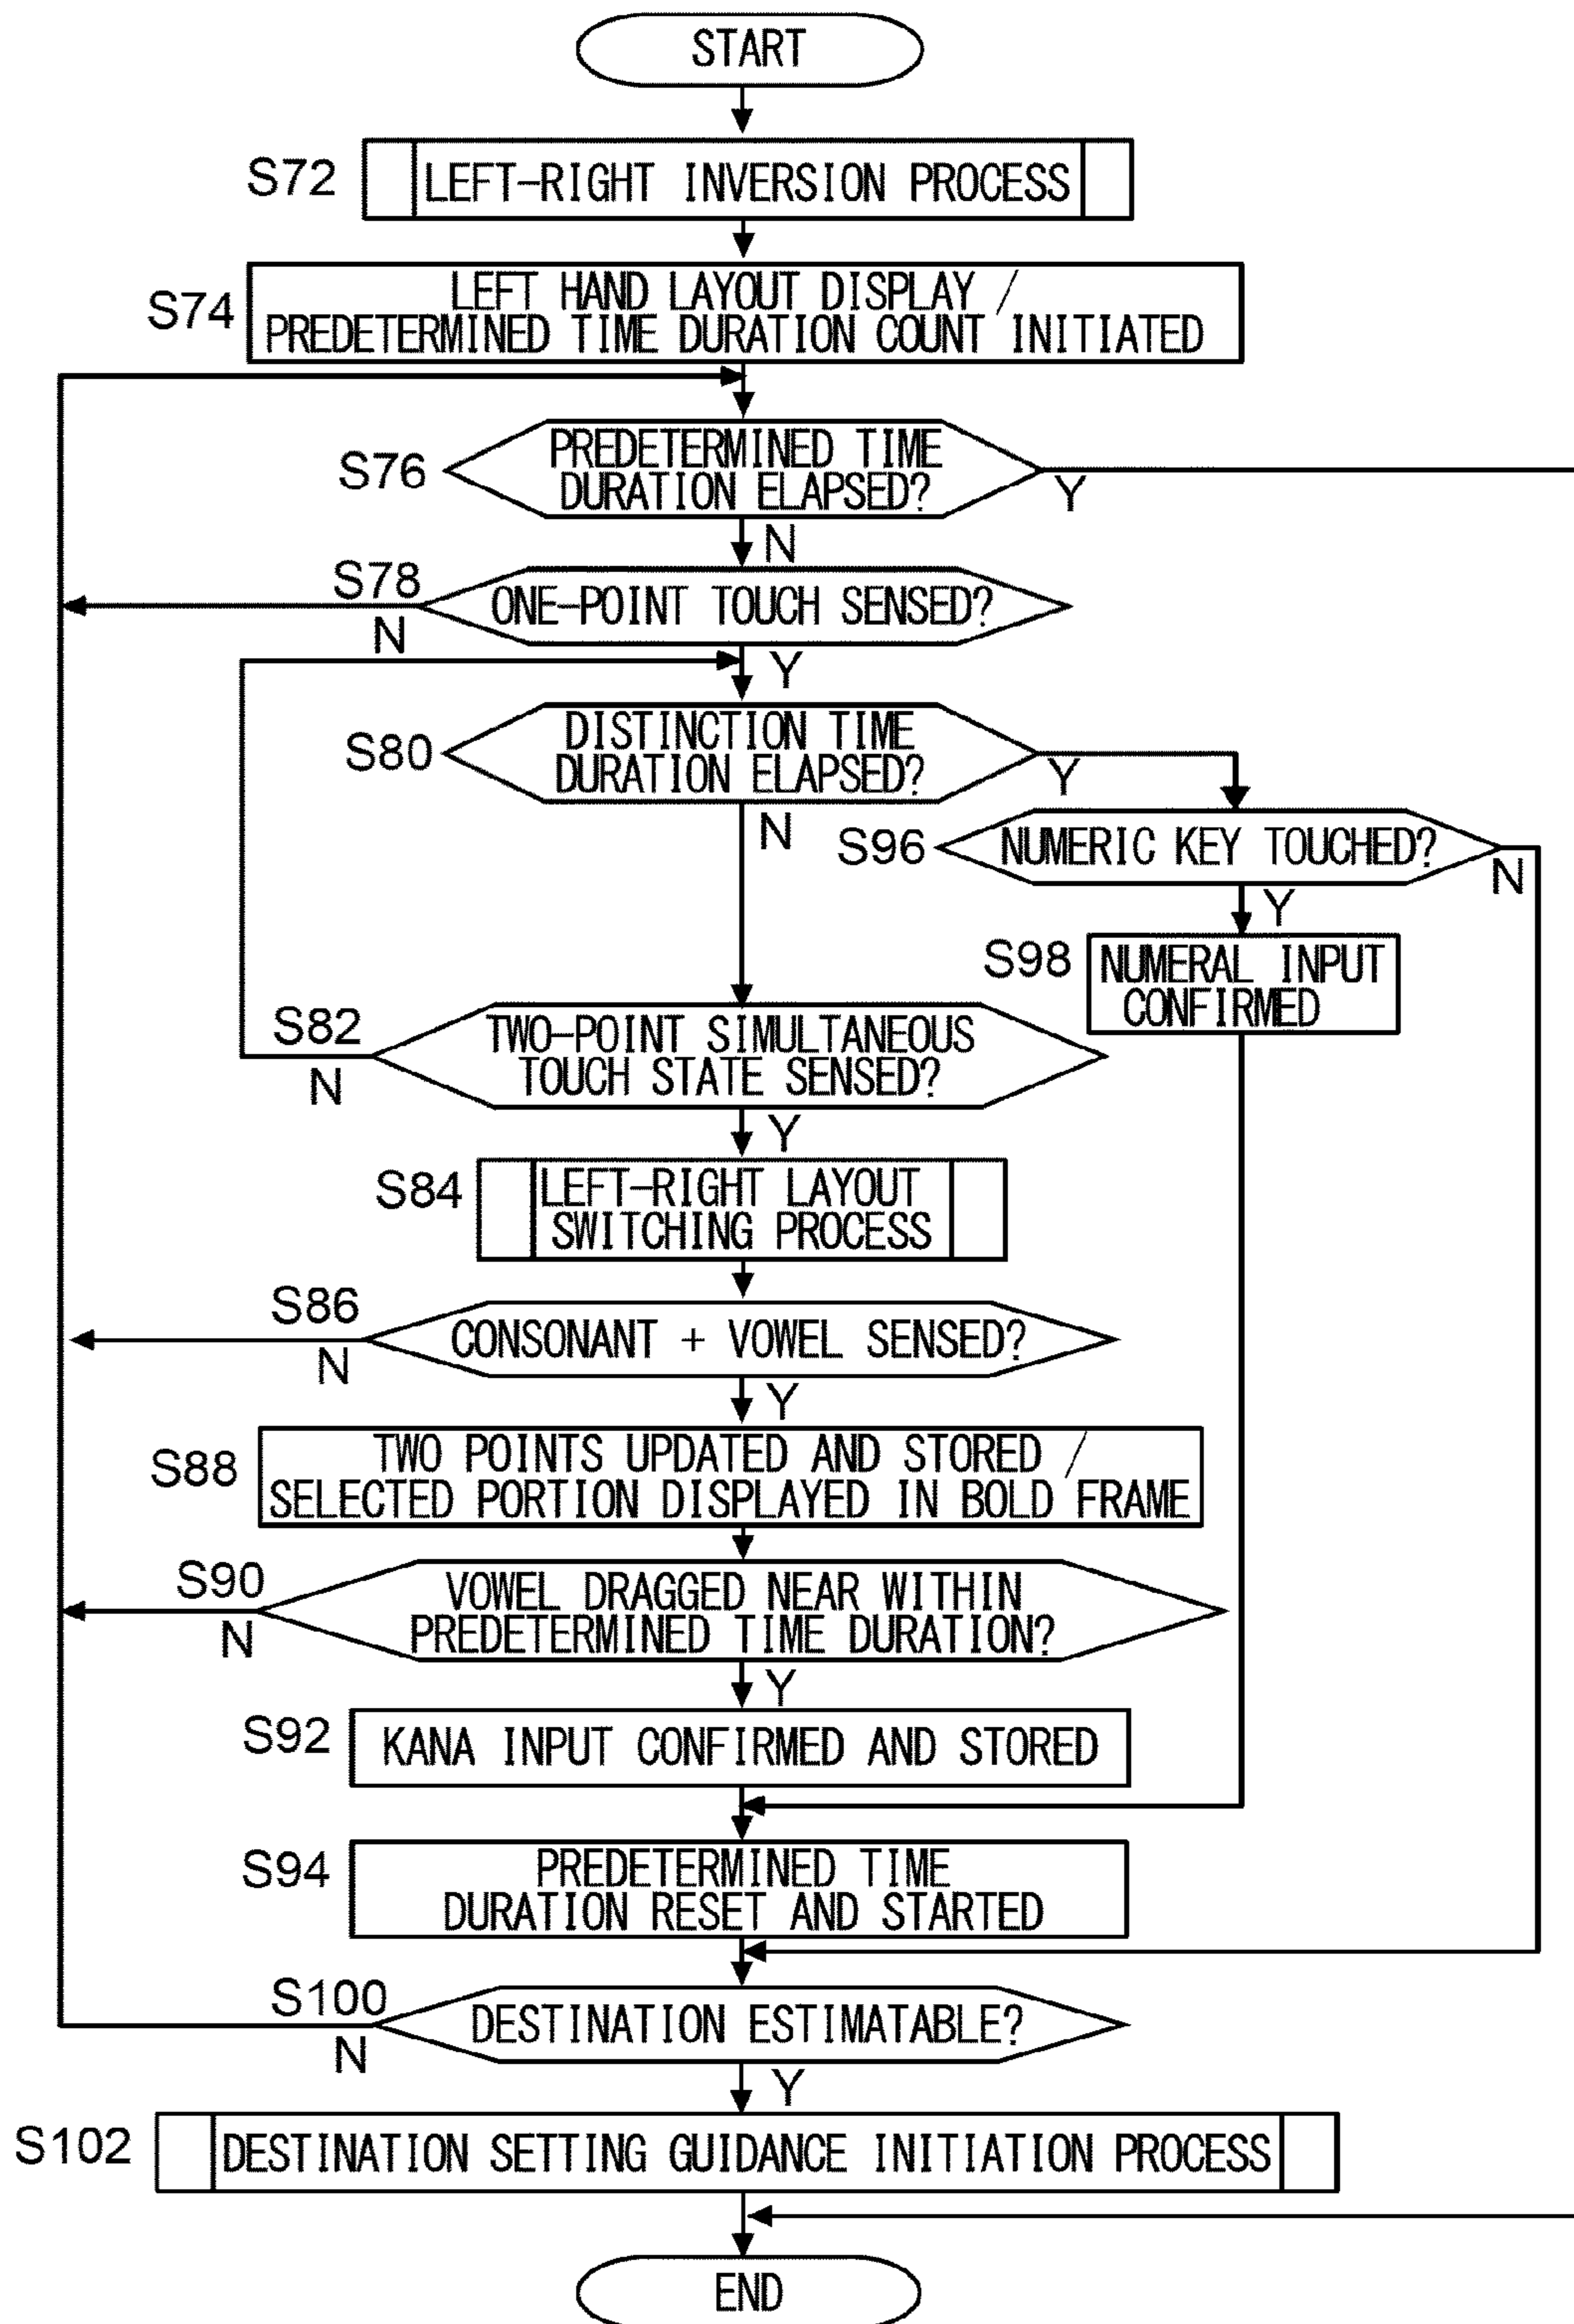 START
S72
LEFT-RIGHT INVERSION PROCESS
S74
LEFT HAND LAYOUT DISPLAY /
PREDETERMINED TIME DURATION COUNT INITIATED
S76
PREDETERMINED TIME
DURATION ELAPSED?
Y
N
S78
ONE-POINT TOUCH SENSED?
N
Y
S80
DISTINCTION TIME
DURATION ELAPSED?
Y
N
S96
NUMERIC KEY TOUCHED?
N
Y
S98
NUMERAL INPUT
CONFIRMED
S82
TWO-POINT SIMULTANEOUS
TOUCH STATE SENSED?
N
Y
S84
LEFT-RIGHT LAYOUT
SWITCHING PROCESS
S86
CONSONANT + VOWEL SENSED?
N
Y
S88
TWO POINTS UPDATED AND STORED /
SELECTED PORTION DISPLAYED IN BOLD FRAME
S90
VOWEL DRAGGED NEAR WITHIN
PREDETERMINED TIME DURATION?
N
Y
S92
KANA INPUT CONFIRMED AND STORED
S94
PREDETERMINED TIME
DURATION RESET AND STARTED
S100
DESTINATION ESTIMATABLE?
N
Y
S102
DESTINATION SETTING GUIDANCE INITIATION PROCESS
END